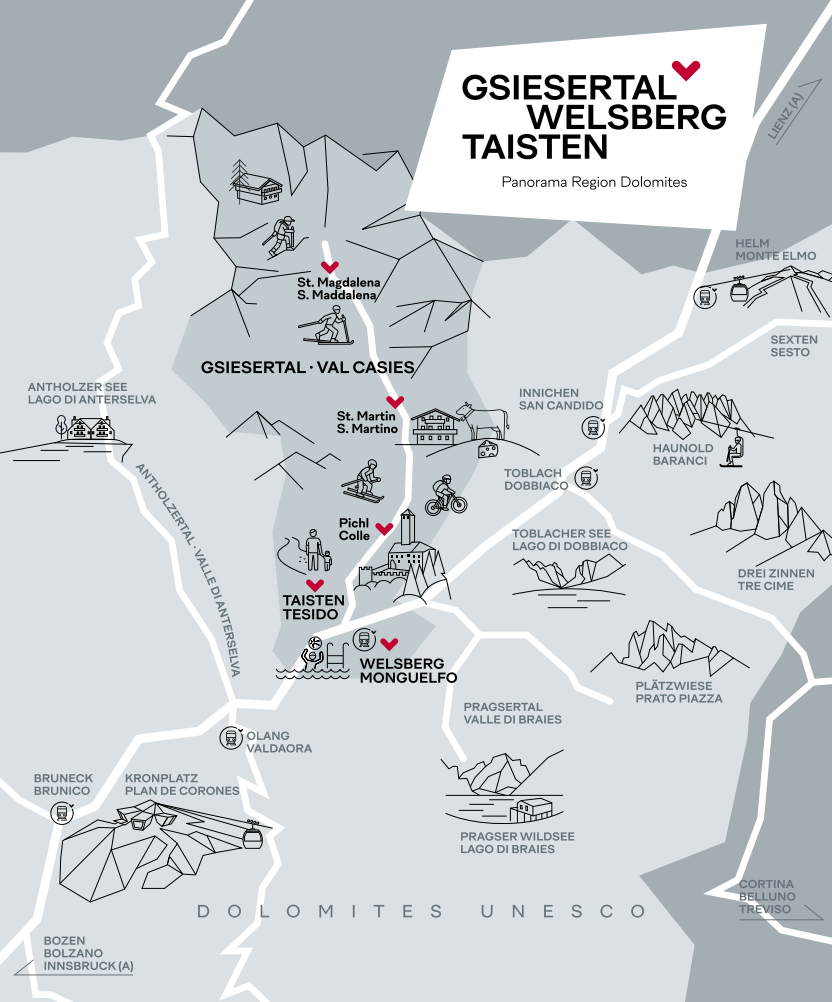 GSIESERTAL
WELSBERG
TAISTEN
Panorama Region Dolomites
LIENZ (A)
HELM
MONTE ELMO
St. Magdalena
S. Maddalena
SEXTEN
SESTO
GSIESERTAL · VAL CASIES
ANTHOLZER SEE
LAGO DI ANTERSELVA
INNICHEN
SAN CANDIDO
St. Martin
S. Martino
HAUNOLD
BARANCI
TOBLACH
DOBBIACO
ANTHOLZERTAL · VALLE DI ANTERSELVA
Pichl
Colle
TOBLACHER SEE
LAGO DI DOBBIACO
DREI ZINNEN
TRE CIME
TAISTEN
TESIDO
WELSBERG
MONGUELFO
PLÄTZWIESE
PRATO PIAZZA
PRAGSERTAL
VALLE DI BRAIES
OLANG
VALDAORA
BRUNECK
BRUNICO
KRONPLATZ
PLAN DE CORONES
PRAGSER WILDSEE
LAGO DI BRAIES
CORTINA
BELLUNO
TREVISO
DOLOMITES UNESCO
BOZEN
BOLZANO
INNSBRUCK (A)